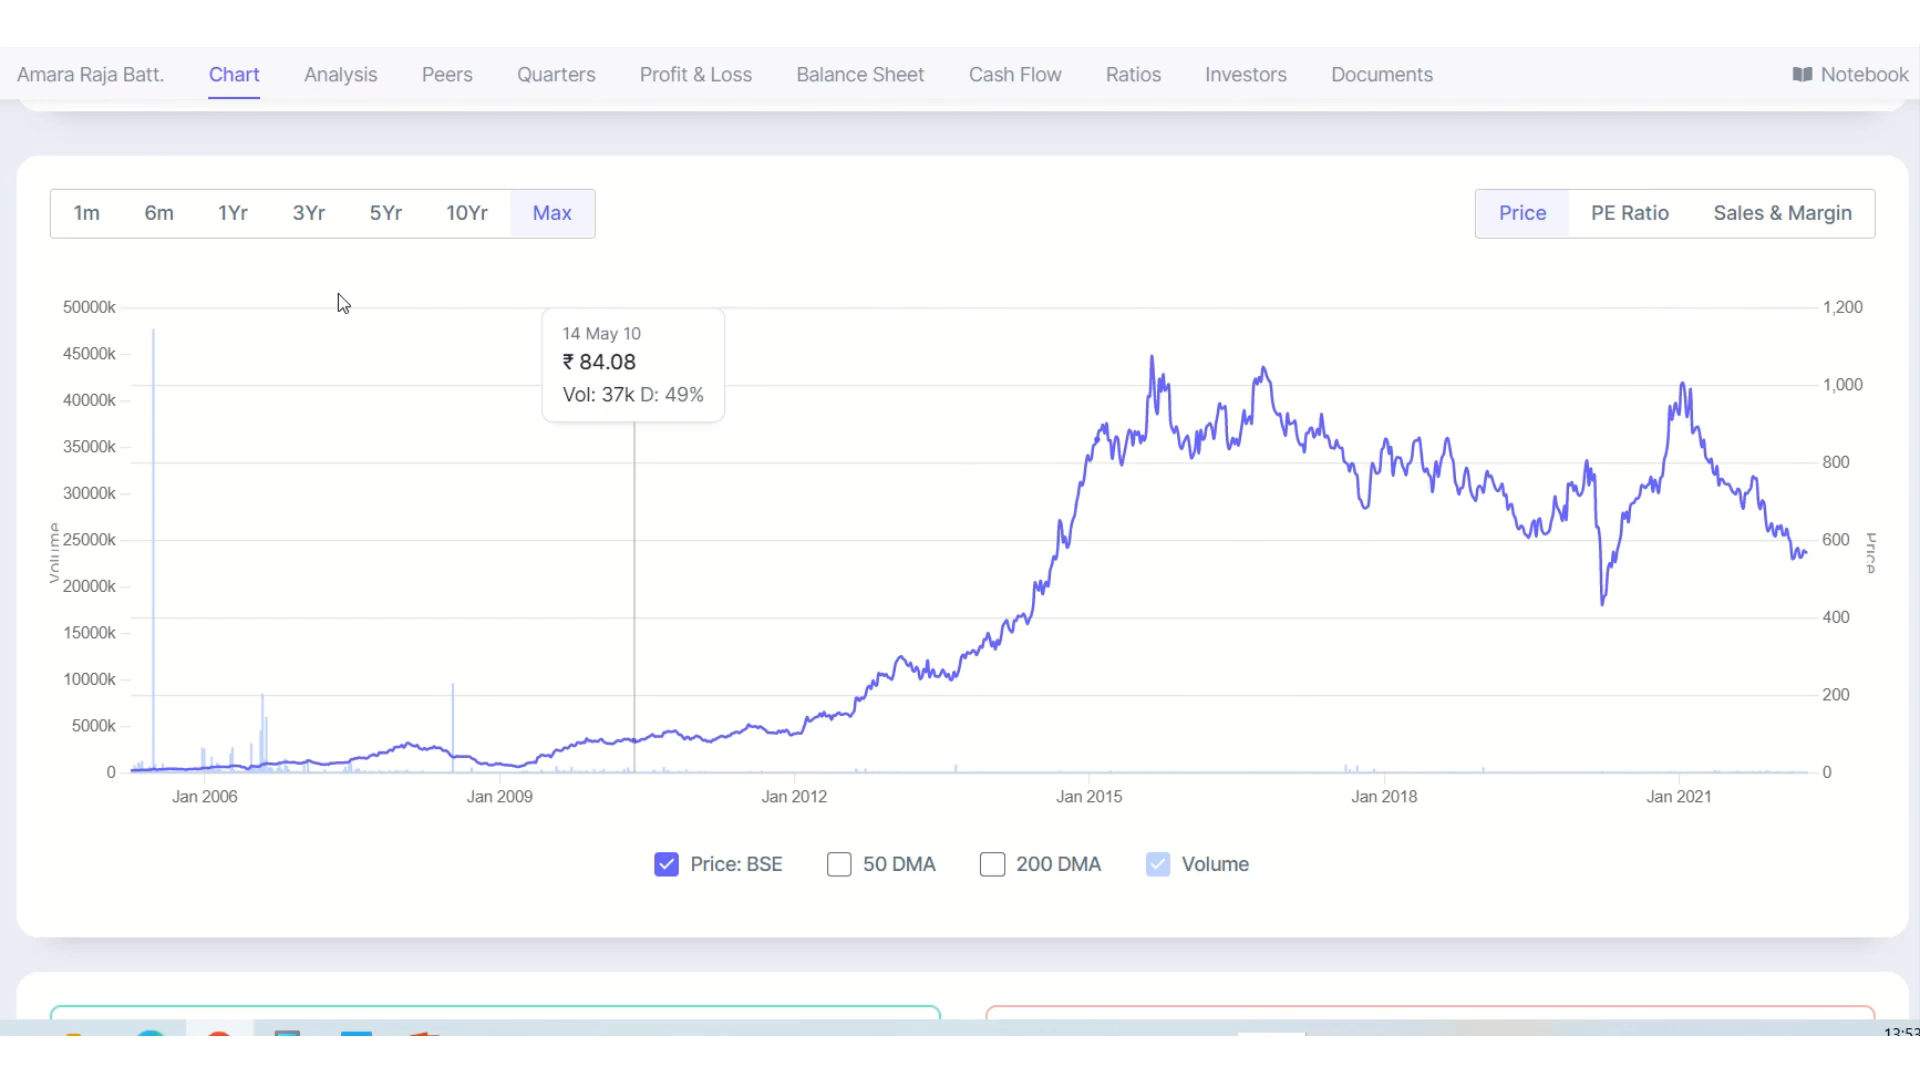 Amara Raja Batt. Chart Analysis Peers Quarters Profit & Loss Balance Sheet Cash Flow Ratios Investors Documents Notebook
1m 6m 1Yr 3Yr 5Yr 10Yr Max Price PE Ratio Sales & Margin
50000k 1,200
14 May 10
₹ 84.08
Vol: 37k D: 49%
45000k
40000k 1,000
35000k
30000k 800
25000k 600
Volume Price
20000k
15000k 400
10000k 200
5000k
0 0
Jan 2006 Jan 2009 Jan 2012 Jan 2015 Jan 2018 Jan 2021
Price: BSE 50 DMA 200 DMA Volume
13:53